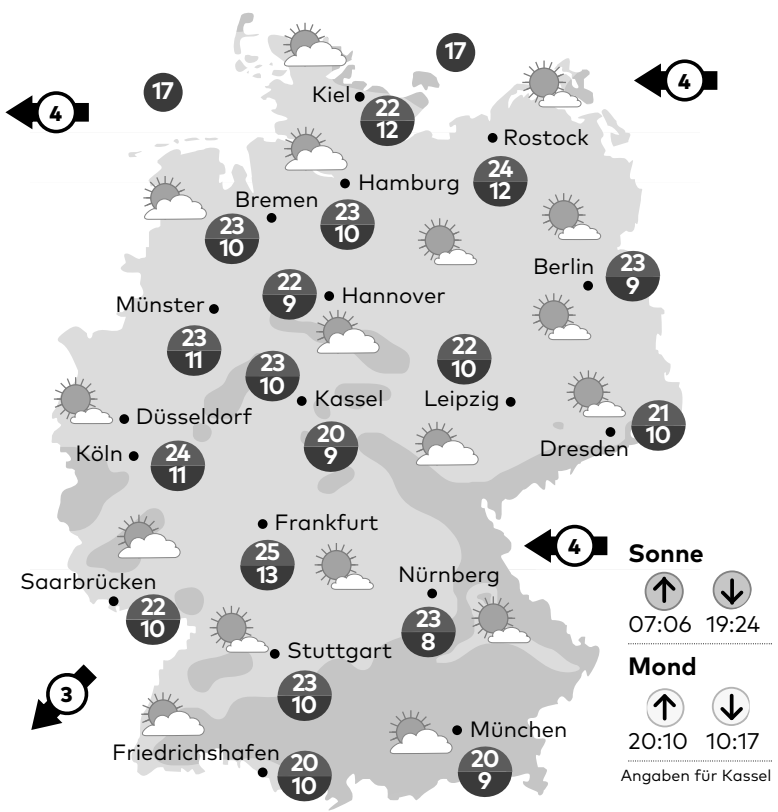 17
17
4
4
Kiel
22
12
Rostock
24
12
Hamburg
23
10
Bremen
23
10
Berlin
23
9
22
9
Hannover
Münster
23
11
22
10
Leipzig
23
10
Kassel
20
9
Düsseldorf
Köln
24
11
21
10
Dresden
Frankfurt
25
13
4
Saarbrücken
22
10
Nürnberg
23
8
Stuttgart
23
10
3
Friedrichshafen
20
10
München
20
9
Sonne
07:06 19:24
Mond
20:10 10:17
Angaben für Kassel